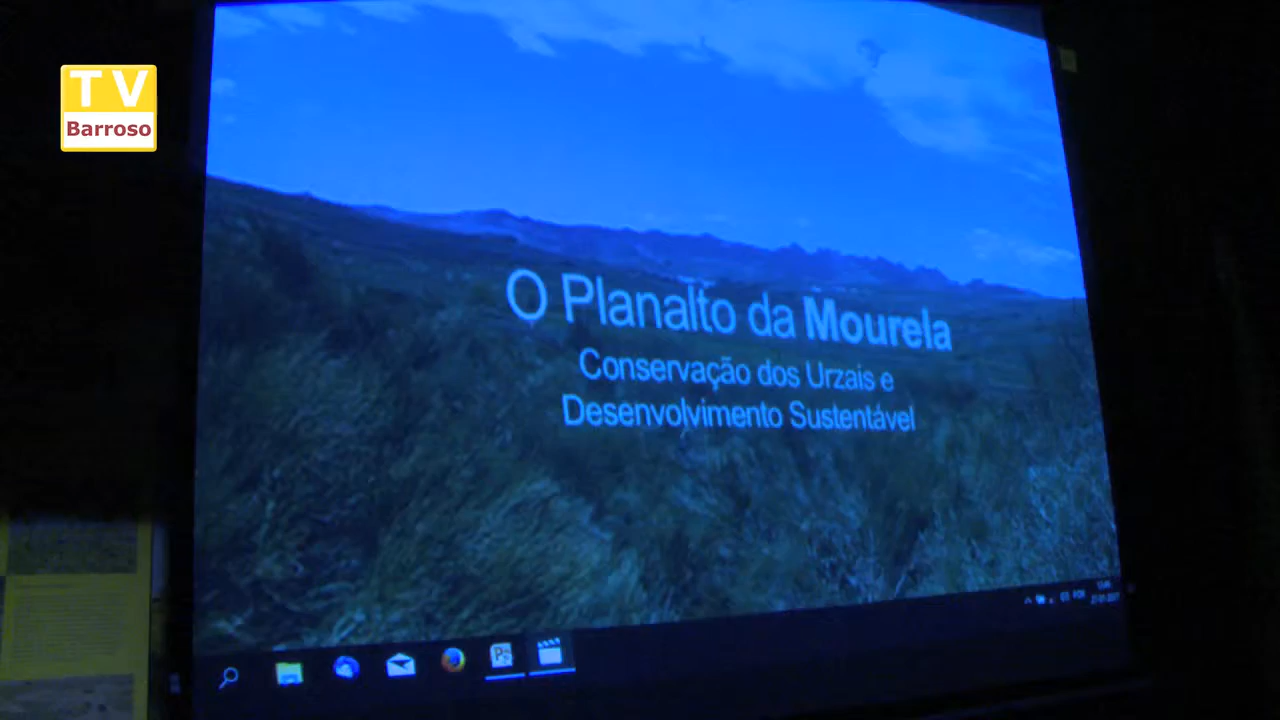 TV
Barroso
O Planalto da Mourela
Conservação dos Urzais e
Desenvolvimento Sustentável